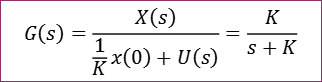 G(s) = X(s) / (1/K x(0) + U(s)) = K / (s + K)